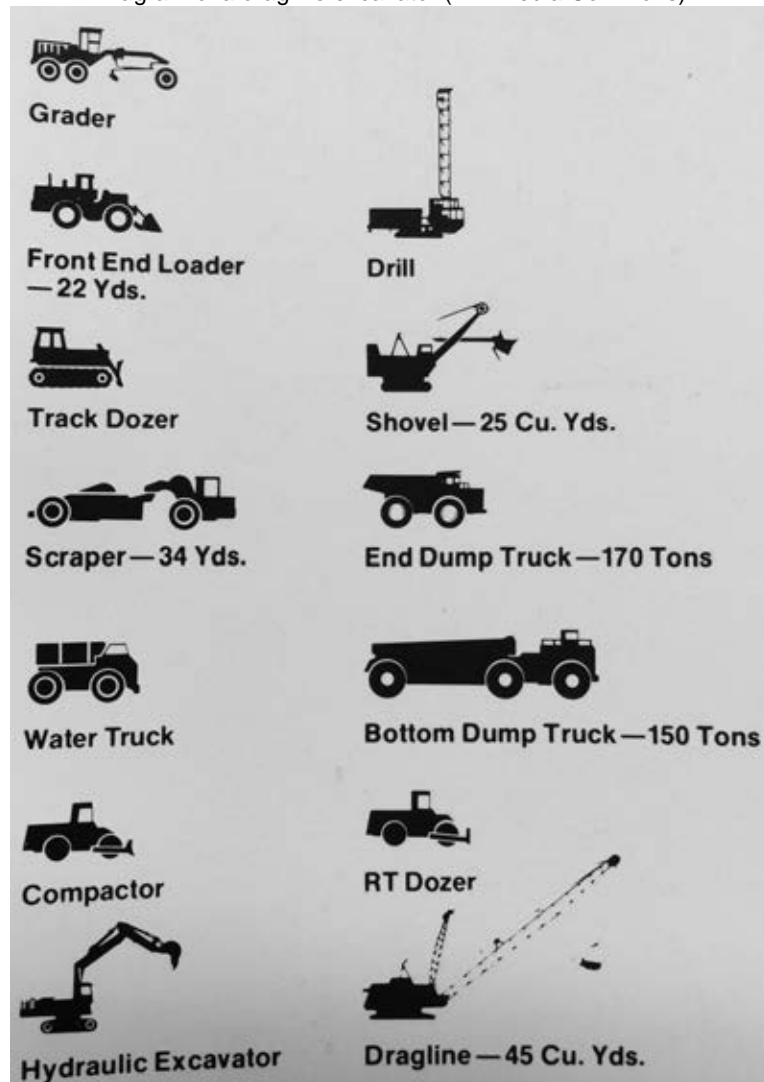 Grader
Front End Loader
— 22 Yds.
Track Dozer
Scraper — 34 Yds.
Water Truck
Compactor
Hydraulic Excavator
Drill
Shovel — 25 Cu. Yds.
End Dump Truck — 170 Tons
Bottom Dump Truck — 150 Tons
RT Dozer
Dragline — 45 Cu. Yds.